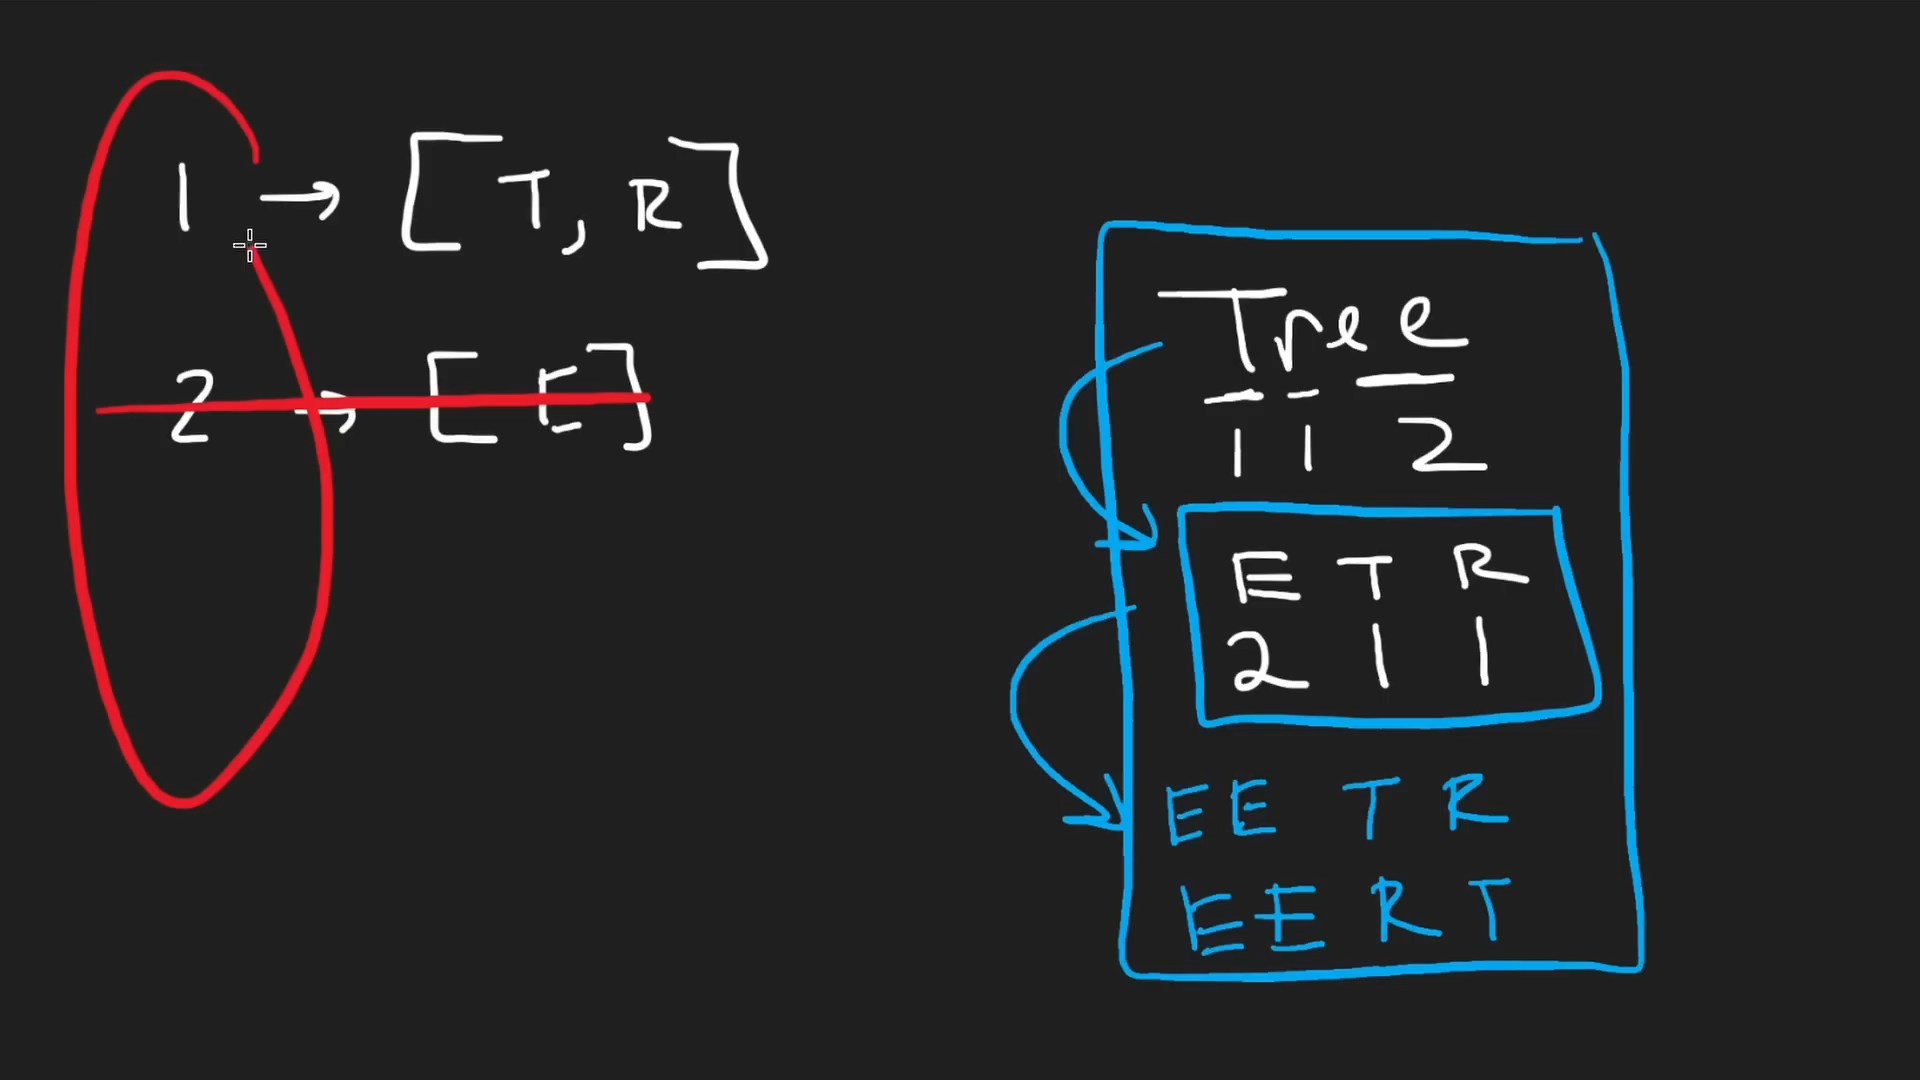 1 → [T, R]
2 → [E]
Tree
1 1 2
E T R
2 1 1
E E T R
E E R T